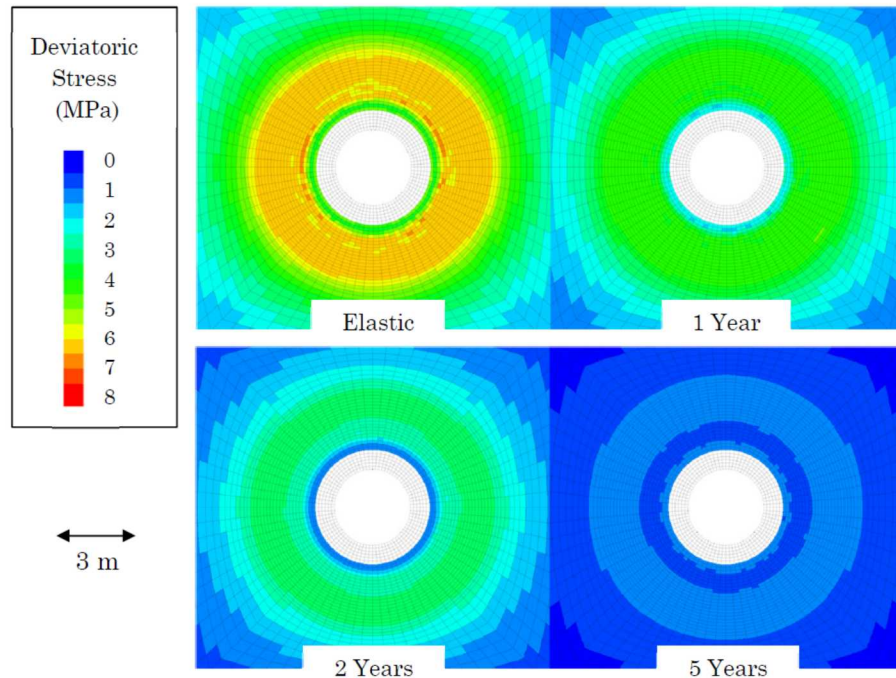 Deviatoric
Stress
(MPa)
0
1
2
3
4
5
6
7
8
3 m
Elastic
1 Year
2 Years
5 Years